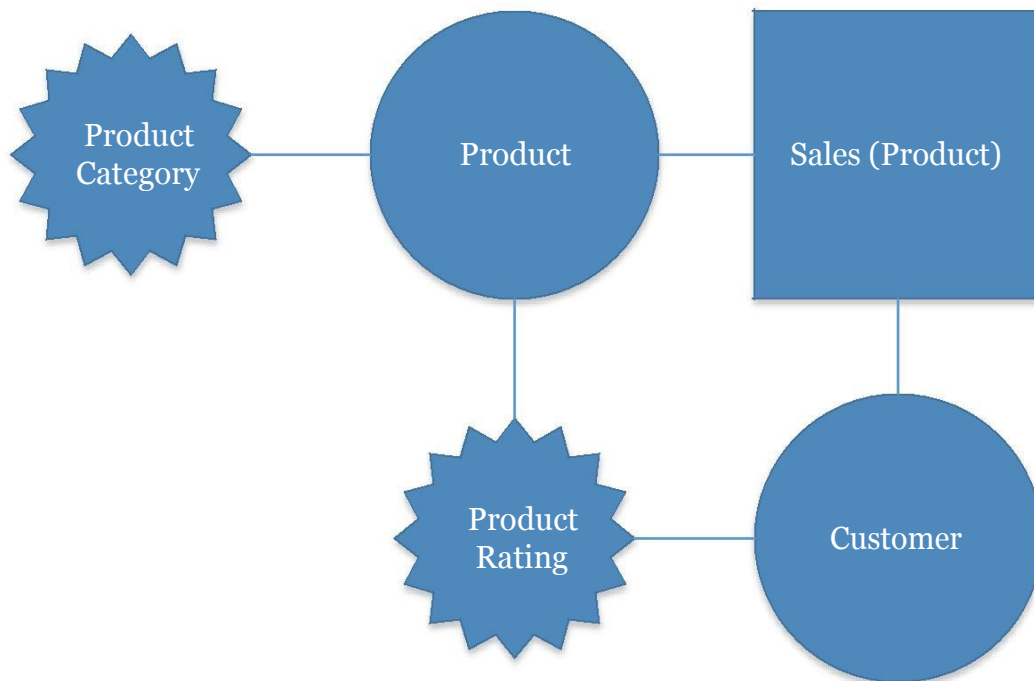 Product
Category
Product
Sales (Product)
Product
Rating
Customer